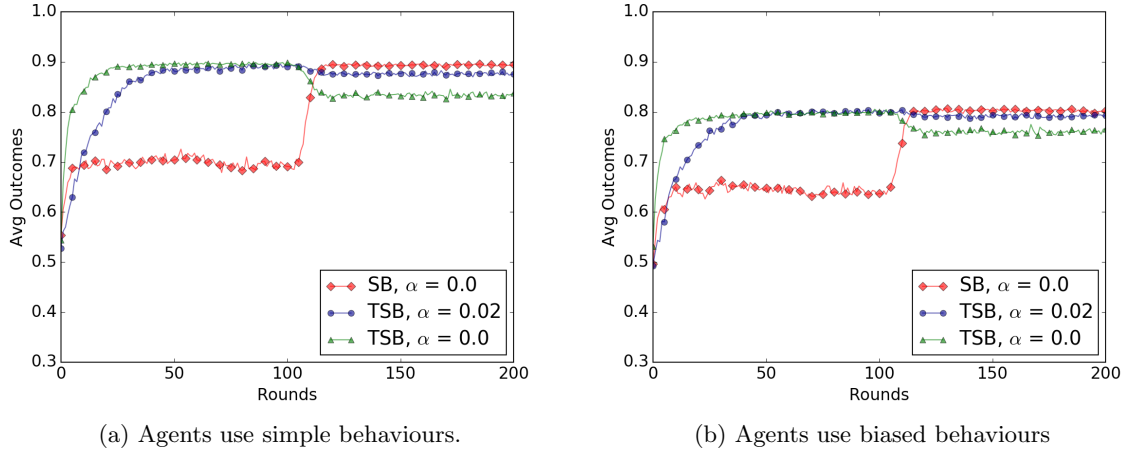 1.0
0.9
0.8
0.7
0.6
0.5
0.4
0.3
Avg Outcomes
0 50 100 150 200
Rounds
SB, α = 0.0
TSB, α = 0.02
TSB, α = 0.0
(a) Agents use simple behaviours.
1.0
0.9
0.8
0.7
0.6
0.5
0.4
0.3
Avg Outcomes
0 50 100 150 200
Rounds
SB, α = 0.0
TSB, α = 0.02
TSB, α = 0.0
(b) Agents use biased behaviours